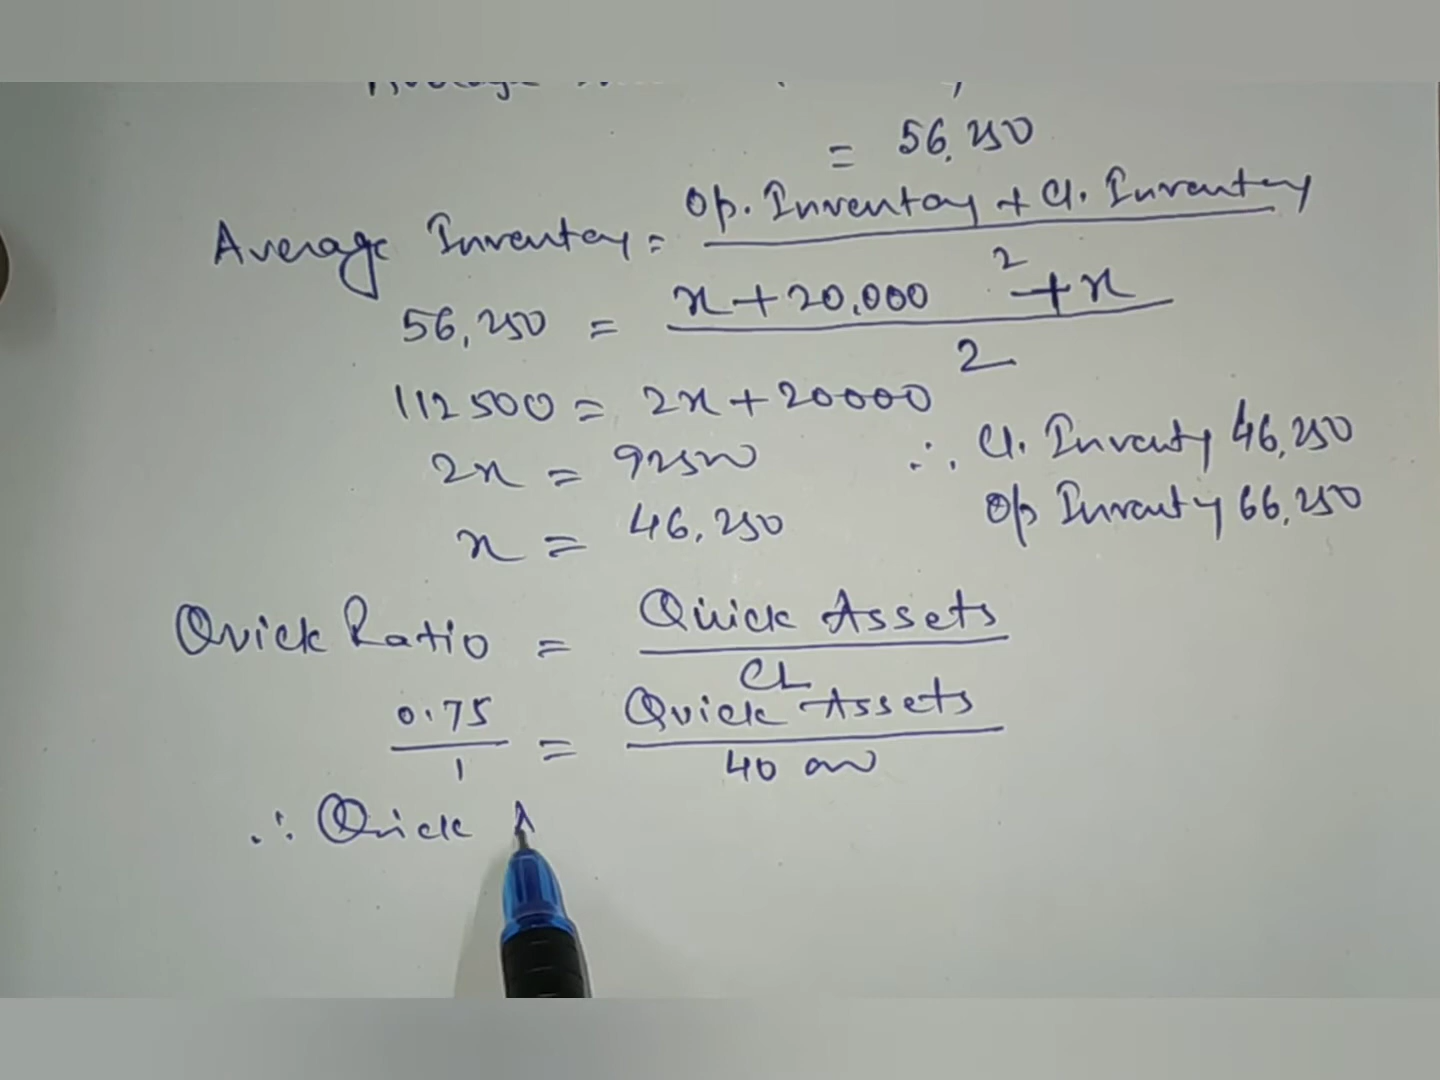 = 56,250
Average Inventory = Op. Inventory + Cl. Inventory
2
56,250 = x + 20,000 + x
2
112500 = 2x + 20000
2x = 92500
∴ Cl. Inventy 46,250
x = 46,250
Op Inventy 66,250
Quick Ratio = Quick Assets
CL
0.75 = Quick Assets
1 40 000
∴ Quick A